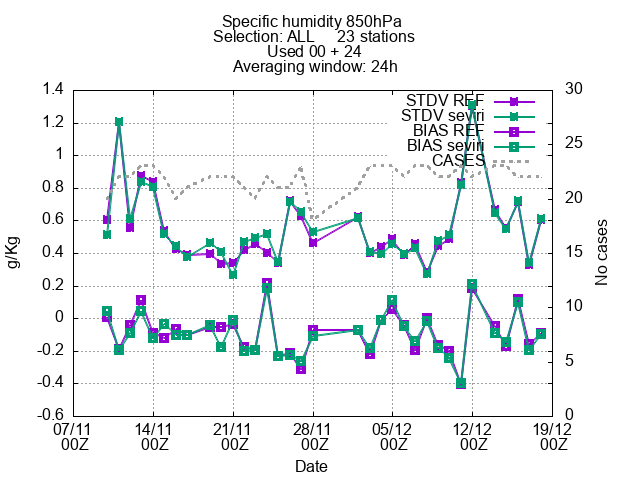 Specific humidity 850hPa
Selection: ALL 23 stations
Used 00 + 24
Averaging window: 24h
STDV REF
STDV seviri
BIAS REF
BIAS seviri
CASES
1.4
1.2
1
0.8
0.6
0.4
0.2
0
-0.2
-0.4
-0.6
g/Kg
30
25
20
15
10
5
0
No cases
07/11 14/11 21/11 28/11 05/12 12/12 19/12
00Z 00Z 00Z 00Z 00Z 00Z 00Z
Date